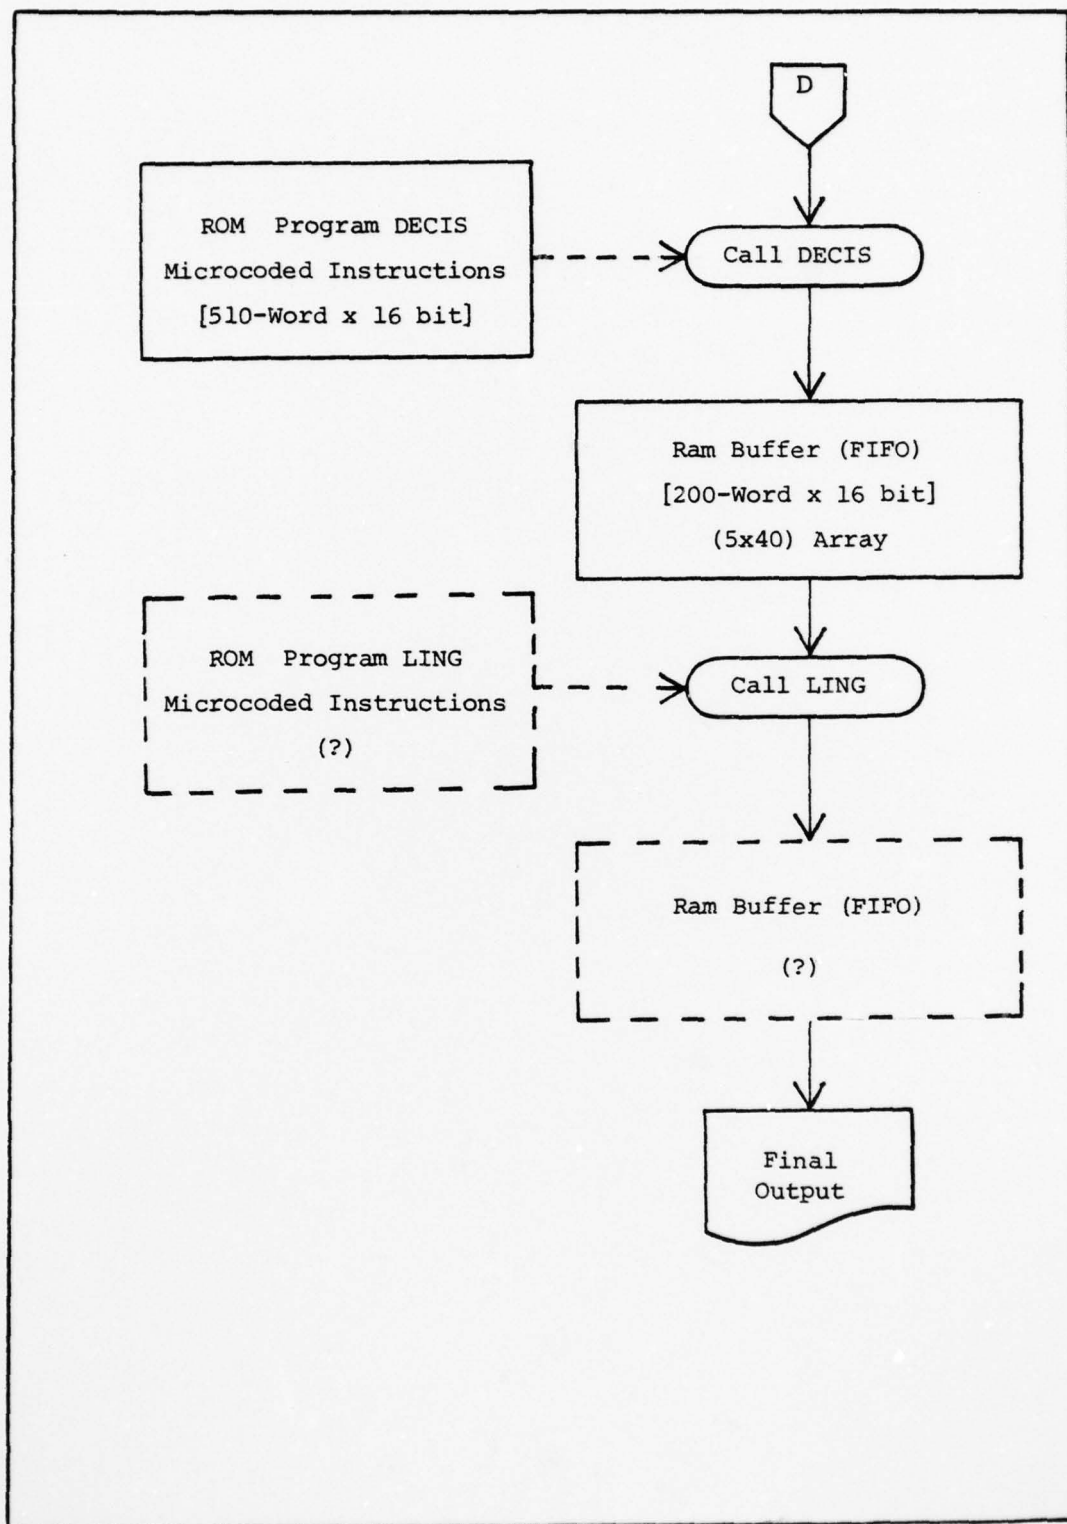 D
ROM Program DECIS
Microcoded Instructions
[510-Word x 16 bit]
Call DECIS
Ram Buffer (FIFO)
[200-Word x 16 bit]
(5x40) Array
ROM Program LING
Microcoded Instructions
(?)
Call LING
Ram Buffer (FIFO)
(?)
Final
Output